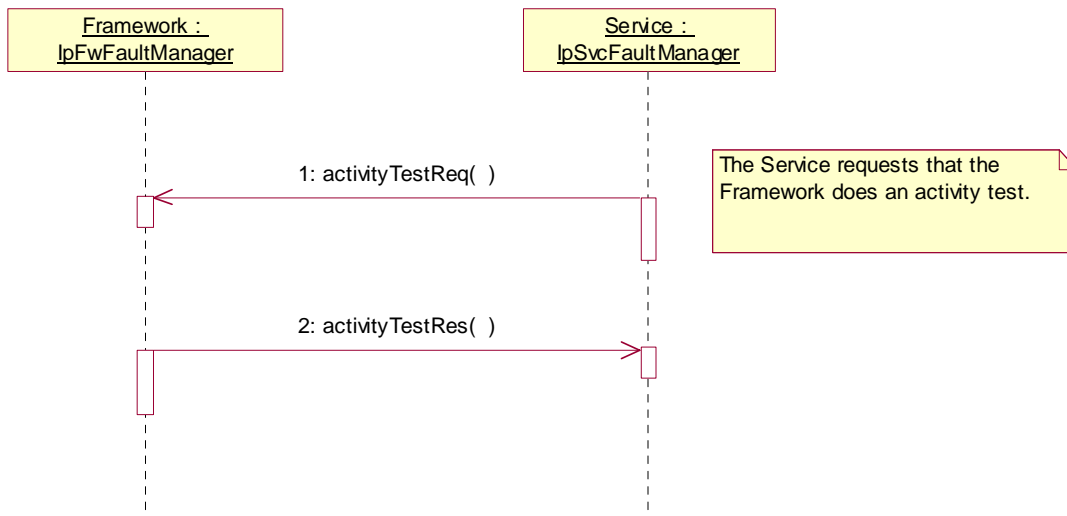 Framework :
IpFwFaultManager
Service :
IpSvcFaultManager
1: activityTestReq( )
The Service requests that the
Framework does an activity test.
2: activityTestRes( )